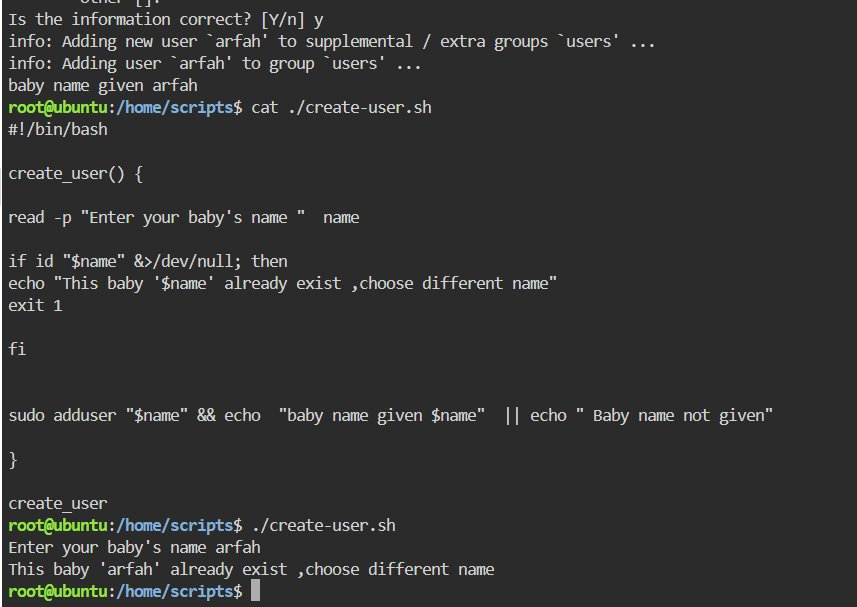 other []:
Is the information correct? [Y/n] y
info: Adding new user `arfah' to supplemental / extra groups `users' ...
info: Adding user `arfah' to group `users' ...
baby name given arfah
root@ubuntu:/home/scripts$ cat ./create-user.sh
#!/bin/bash
create_user() {
read -p "Enter your baby's name "  name
if id "$name" &>/dev/null; then
echo "This baby '$name' already exist ,choose different name"
exit 1
fi
sudo adduser "$name" && echo  "baby name given $name"  || echo " Baby name not given"
}
create_user
root@ubuntu:/home/scripts$ ./create-user.sh
Enter your baby's name arfah
This baby 'arfah' already exist ,choose different name
root@ubuntu:/home/scripts$